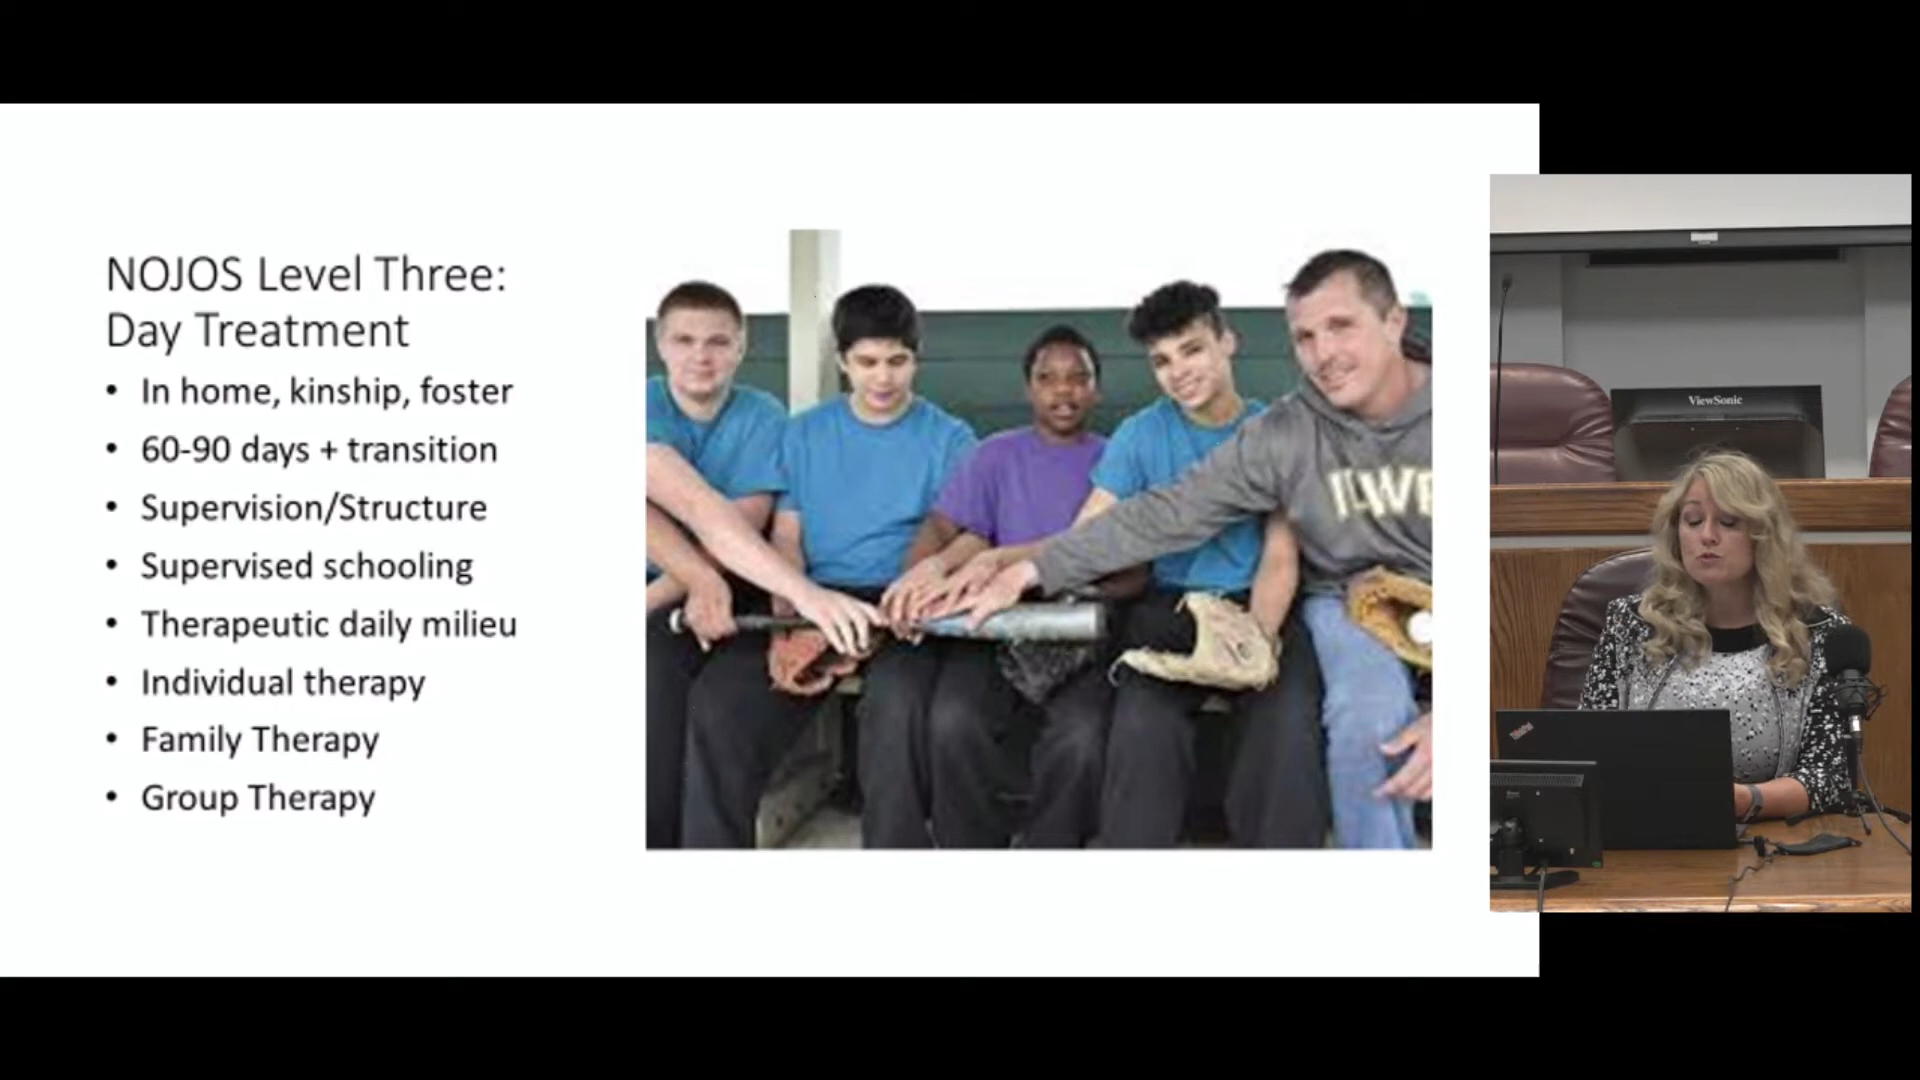 NOJOS Level Three:
Day Treatment
• In home, kinship, foster
• 60-90 days + transition
• Supervision/Structure
• Supervised schooling
• Therapeutic daily milieu
• Individual therapy
• Family Therapy
• Group Therapy
ViewSonic
ThinkPad